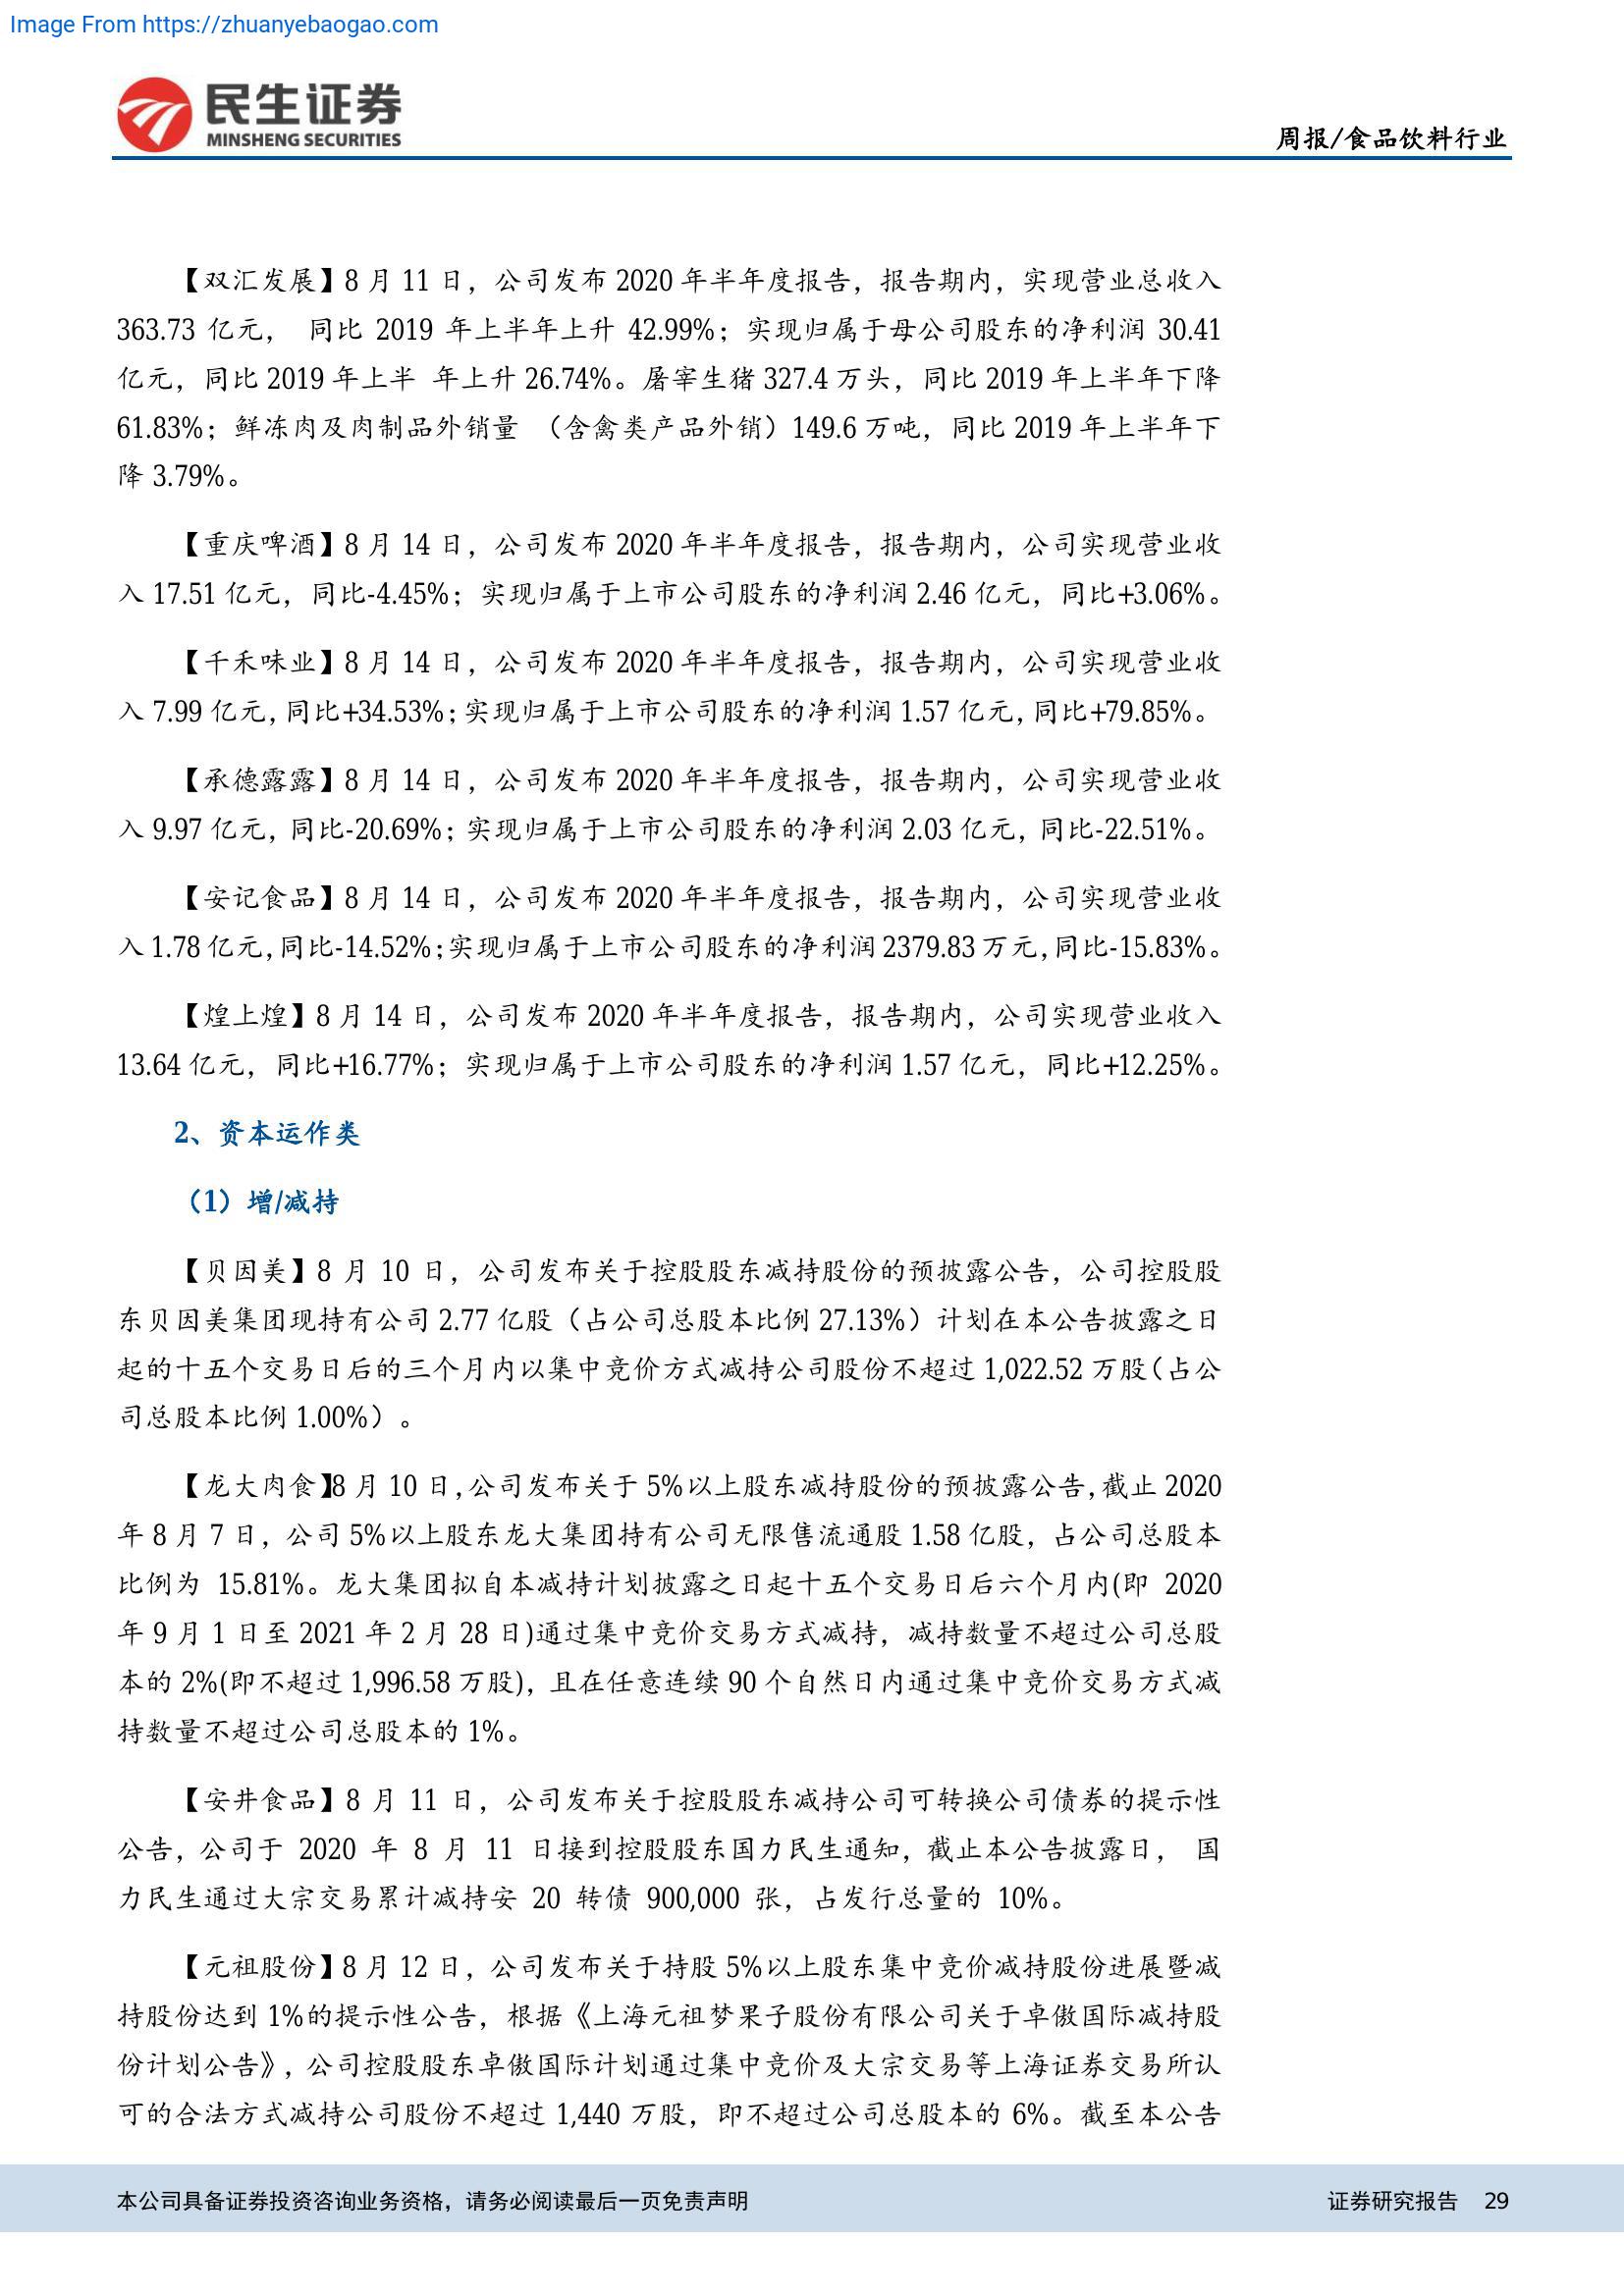 Image From https://zhuanyebaogao.com
民生证券
MINSHENG SECURITIES
周报/食品饮料行业
【双汇发展】8 月 11 日，公司发布 2020 年半年度报告，报告期内，实现营业总收入
363.73 亿元， 同比 2019 年上半年上升 42.99%；实现归属于母公司股东的净利润 30.41
亿元，同比 2019 年上半 年上升 26.74%。屠宰生猪 327.4 万头，同比 2019 年上半年下降
61.83%；鲜冻肉及肉制品外销量 （含禽类产品外销）149.6 万吨，同比 2019 年上半年下
降 3.79%。
【重庆啤酒】8 月 14 日，公司发布 2020 年半年度报告，报告期内，公司实现营业收
入 17.51 亿元，同比-4.45%；实现归属于上市公司股东的净利润 2.46 亿元，同比+3.06%。
【千禾味业】8 月 14 日，公司发布 2020 年半年度报告，报告期内，公司实现营业收
入 7.99 亿元，同比+34.53%；实现归属于上市公司股东的净利润 1.57 亿元，同比+79.85%。
【承德露露】8 月 14 日，公司发布 2020 年半年度报告，报告期内，公司实现营业收
入 9.97 亿元，同比-20.69%；实现归属于上市公司股东的净利润 2.03 亿元，同比-22.51%。
【安记食品】8 月 14 日，公司发布 2020 年半年度报告，报告期内，公司实现营业收
入 1.78 亿元，同比-14.52%；实现归属于上市公司股东的净利润 2379.83 万元，同比-15.83%。
【煌上煌】8 月 14 日，公司发布 2020 年半年度报告，报告期内，公司实现营业收入
13.64 亿元，同比+16.77%；实现归属于上市公司股东的净利润 1.57 亿元，同比+12.25%。
2、资本运作类
（1）增/减持
【贝因美】8 月 10 日，公司发布关于控股股东减持股份的预披露公告，公司控股股
东贝因美集团现持有公司 2.77 亿股（占公司总股本比例 27.13%）计划在本公告披露之日
起的十五个交易日后的三个月内以集中竞价方式减持公司股份不超过 1,022.52 万股（占公
司总股本比例 1.00%）。
【龙大肉食】8 月 10 日，公司发布关于 5%以上股东减持股份的预披露公告，截止 2020
年 8 月 7 日，公司 5%以上股东龙大集团持有公司无限售流通股 1.58 亿股，占公司总股本
比例为 15.81%。龙大集团拟自本减持计划披露之日起十五个交易日后六个月内(即 2020
年 9 月 1 日至 2021 年 2 月 28 日)通过集中竞价交易方式减持，减持数量不超过公司总股
本的 2%(即不超过 1,996.58 万股)，且在任意连续 90 个自然日内通过集中竞价交易方式减
持数量不超过公司总股本的 1%。
【安井食品】8 月 11 日，公司发布关于控股股东减持公司可转换公司债券的提示性
公告，公司于 2020 年 8 月 11 日接到控股股东国力民生通知，截止本公告披露日， 国
力民生通过大宗交易累计减持安 20 转债 900,000 张，占发行总量的 10%。
【元祖股份】8 月 12 日，公司发布关于持股 5%以上股东集中竞价减持股份进展暨减
持股份达到 1%的提示性公告，根据《上海元祖梦果子股份有限公司关于卓傲国际减持股
份计划公告》，公司控股股东卓傲国际计划通过集中竞价及大宗交易等上海证券交易所认
可的合法方式减持公司股份不超过 1,440 万股，即不超过公司总股本的 6%。截至本公告
本公司具备证券投资咨询业务资格，请务必阅读最后一页免责声明
证券研究报告 29